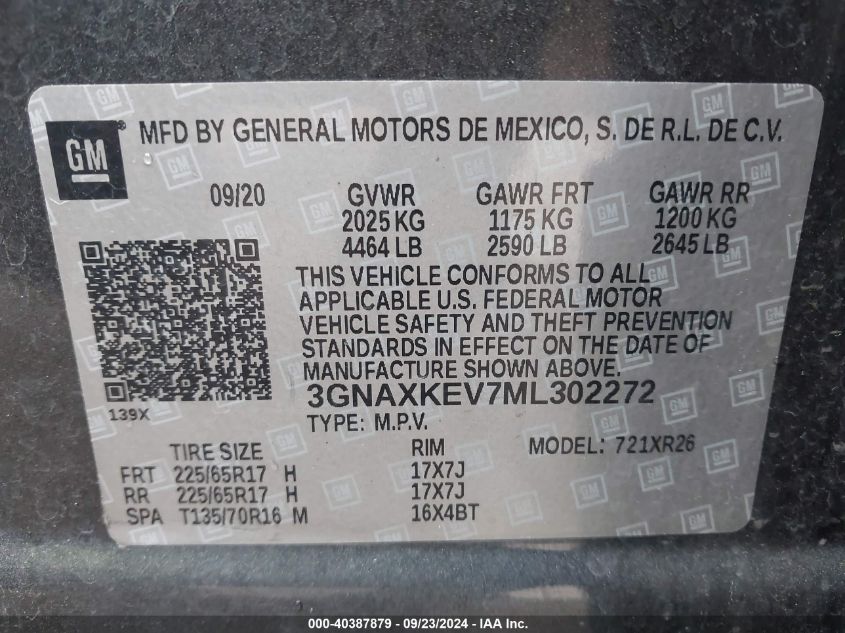 GM
MFD BY GENERAL MOTORS DE MEXICO, S. DE R.L. DE C.V.
09/20 GVWR GAWR FRT GAWR RR
2025 KG 1175 KG 1200 KG
4464 LB 2590 LB 2645 LB
THIS VEHICLE CONFORMS TO ALL
APPLICABLE U.S. FEDERAL MOTOR
VEHICLE SAFETY AND THEFT PREVENTION
STANDARDS IN EFFECT ON THE DATE OF
MANUFACTURE SHOWN ABOVE.
139X 3GNAXKEV7ML302272
TYPE: M.P.V.
TIRE SIZE RIM MODEL: 721XR26
FRT 225/65R17 H 17X7J
RR 225/65R17 H 17X7J
SPA T135/70R16 M 16X4BT
000-40387879 - 09/23/2024 - IAA Inc.